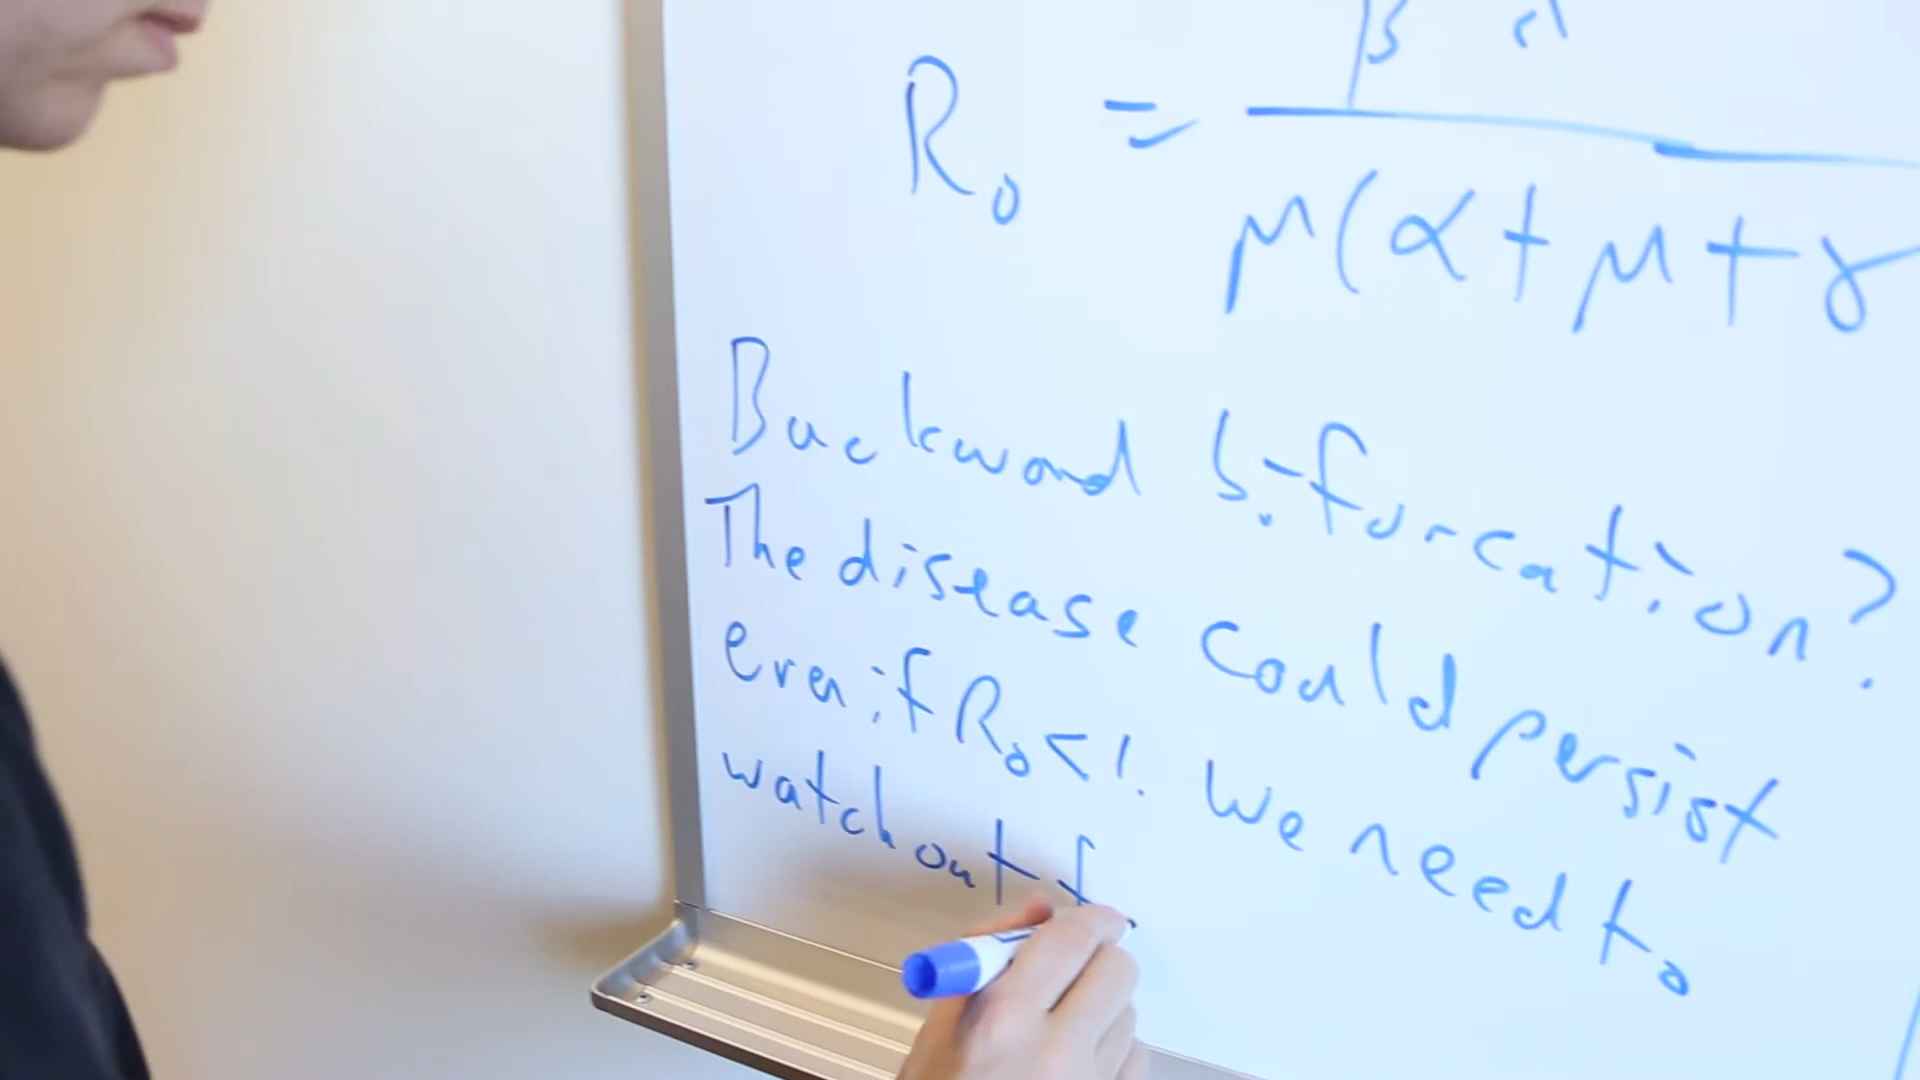 R₀ = β
μ(α+μ+γ
Backward bifurcation?
The disease could persist
even if R₀<1. We need to
watch out f